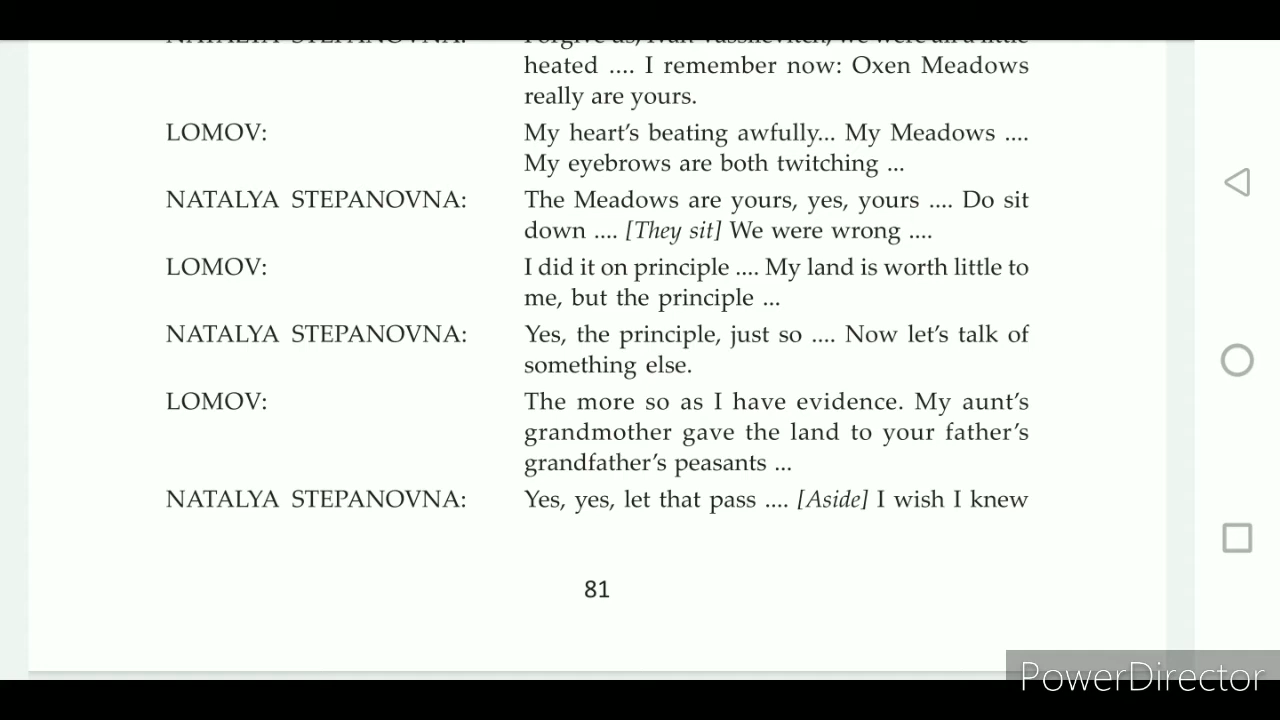 heated .... I remember now: Oxen Meadows
really are yours.
LOMOV: My heart's beating awfully... My Meadows ....
My eyebrows are both twitching ...
NATALYA STEPANOVNA: The Meadows are yours, yes, yours .... Do sit
down .... [They sit] We were wrong ....
LOMOV: I did it on principle .... My land is worth little to
me, but the principle ...
NATALYA STEPANOVNA: Yes, the principle, just so .... Now let's talk of
something else.
LOMOV: The more so as I have evidence. My aunt's
grandmother gave the land to your father's
grandfather's peasants ...
NATALYA STEPANOVNA: Yes, yes, let that pass .... [Aside] I wish I knew
81
PowerDirector